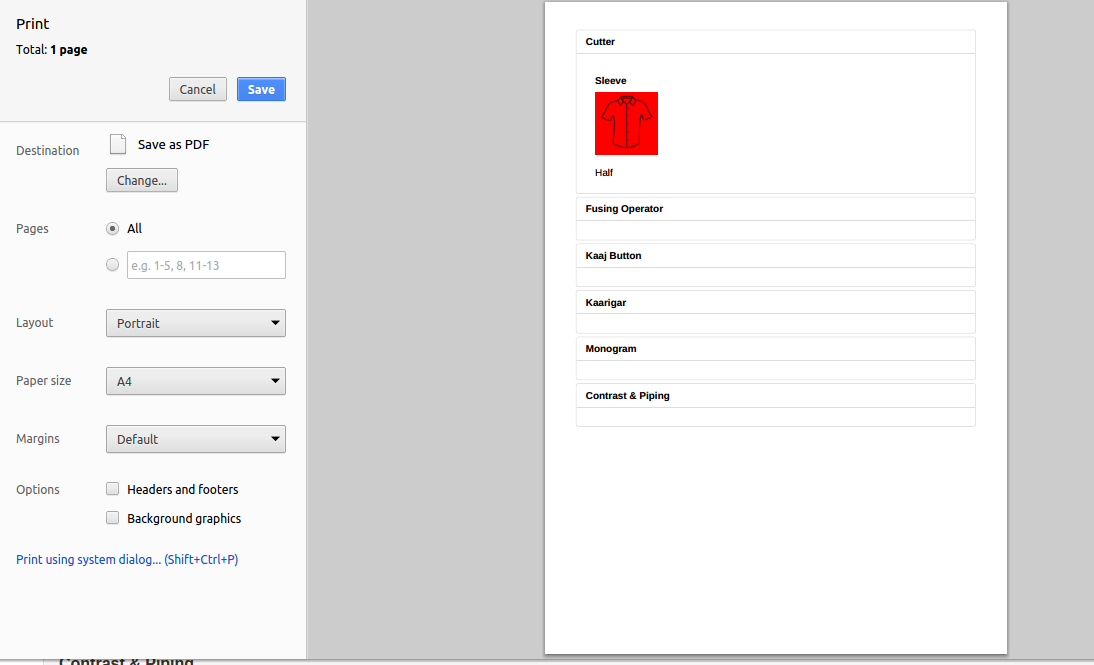 Print
Total: 1 page
Cancel Save
Destination
Save as PDF
Change...
Pages
All
e.g. 1-5, 8, 11-13
Layout
Portrait
Paper size
A4
Margins
Default
Options
Headers and footers
Background graphics
Print using system dialog... (Shift+Ctrl+P)
Contrast & Piping
Cutter
Sleeve
Half
Fusing Operator
Kaaj Button
Kaarigar
Monogram
Contrast & Piping